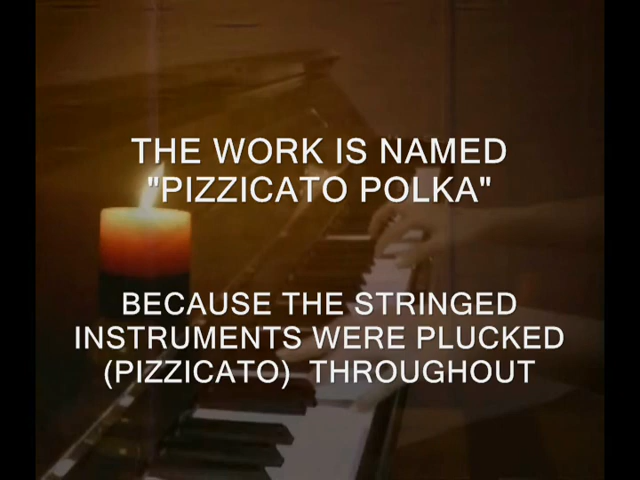 THE WORK IS NAMED
"PIZZICATO POLKA"
BECAUSE THE STRINGED
INSTRUMENTS WERE PLUCKED
(PIZZICATO) THROUGHOUT